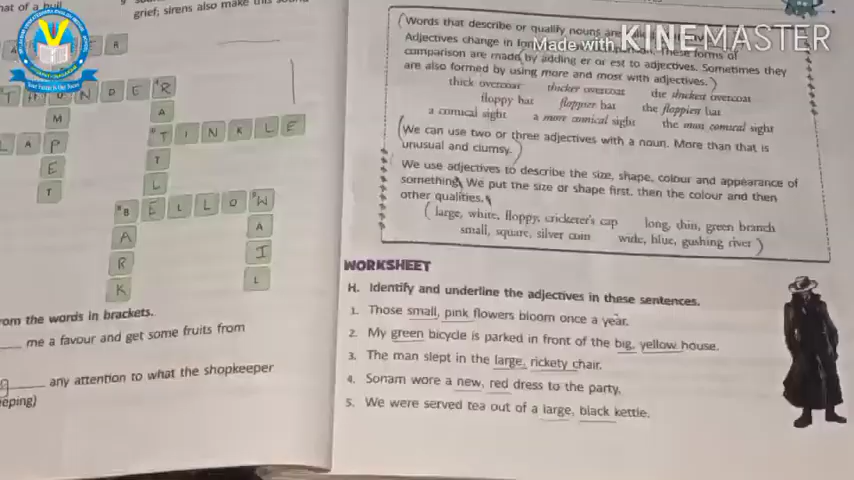 hat of a bull
grief; sirens also make this sound
THUNDER
M
P
E
T
LAP
RATTLE
TINKLE
BELLOW
BARK
WAIL
rom the words in brackets.
me a favour and get some fruits from
any attention to what the shopkeeper
eeping)
Made with KINEMASTER
Words that describe or qualify nouns are
Adjectives change in form These forms of
comparison are made by adding er or est to adjectives. Sometimes they
are also formed by using more and most with adjectives.
thick overcoat thicker overcoat the thickest overcoat
floppy hat floppier hat the floppiest hat
a comical sight a more comical sight the most comical sight
We can use two or three adjectives with a noun. More than that is
unusual and clumsy.
We use adjectives to describe the size, shape, colour and appearance of
something. We put the size or shape first, then the colour and then
other qualities.
(large, white, floppy, cricketer's cap long, thin, green branch
small, square, silver coin wide, blue, gushing river)
WORKSHEET
H. Identify and underline the adjectives in these sentences.
1. Those small, pink flowers bloom once a year.
2. My green bicycle is parked in front of the big, yellow house.
3. The man slept in the large, rickety chair.
4. Sonam wore a new, red dress to the party.
5. We were served tea out of a large, black kettle.